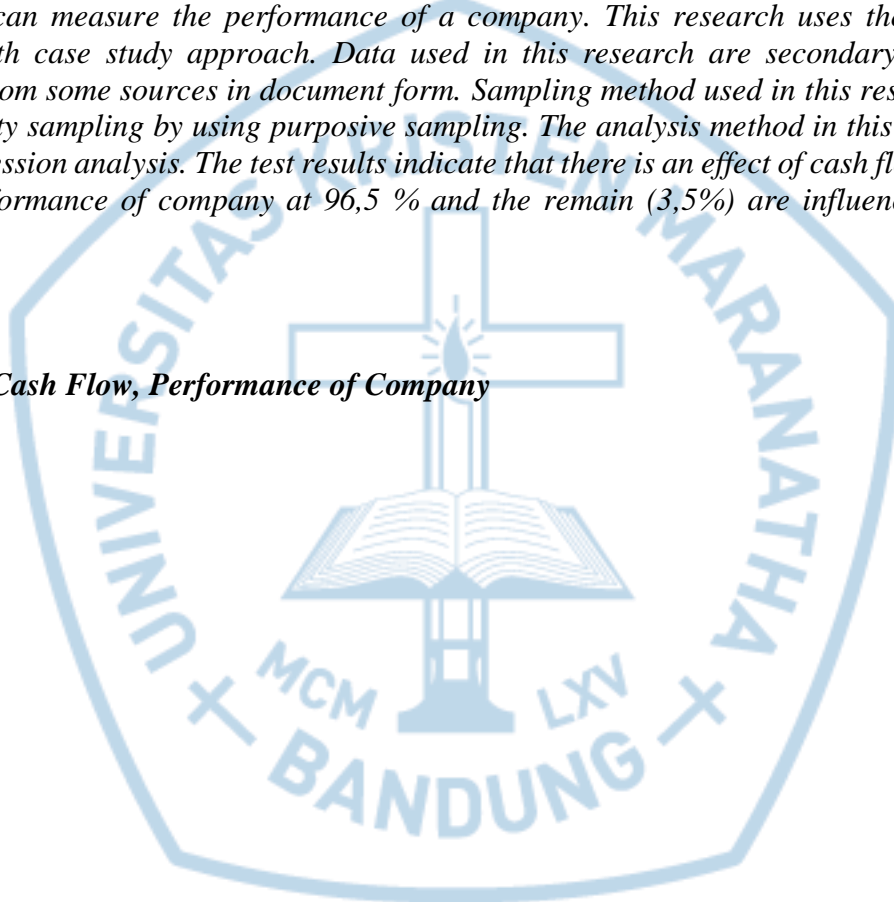 can measure the performance of a company. This research uses the
th case study approach. Data used in this research are secondary
om some sources in document form. Sampling method used in this res
ty sampling by using purposive sampling. The analysis method in this
ession analysis. The test results indicate that there is an effect of cash fl
formance of company at 96,5 % and the remain (3,5%) are influenc
Cash Flow, Performance of Company
UNIVERSITAS KRISTEN MARANATHA
MCM LXV
BANDUNG